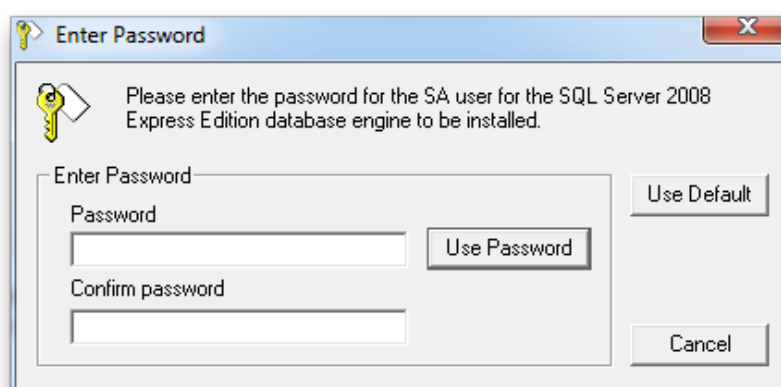 Enter Password
Please enter the password for the SA user for the SQL Server 2008
Express Edition database engine to be installed.
Enter Password
Use Default
Password
Use Password
Confirm password
Cancel